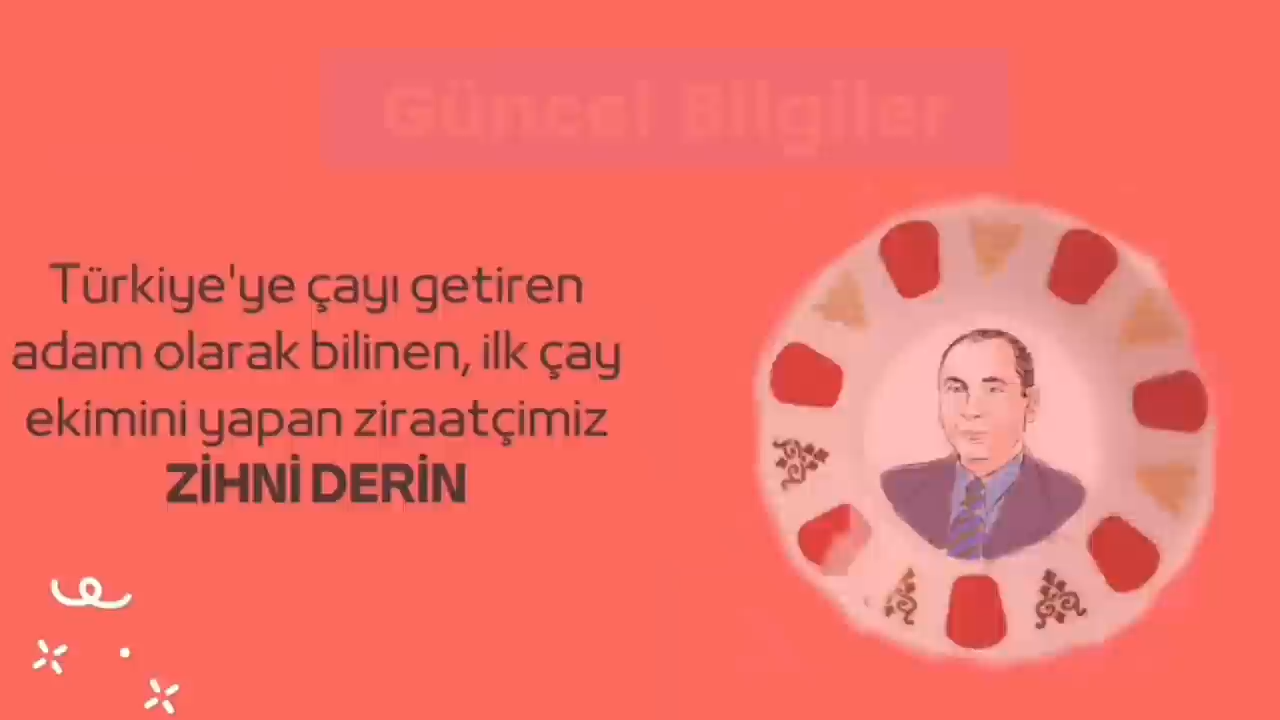 Güncel Bilgiler
Türkiye'ye çayı getiren
adam olarak bilinen, ilk çay
ekimini yapan ziraatçimiz
ZİHNİ DERİN